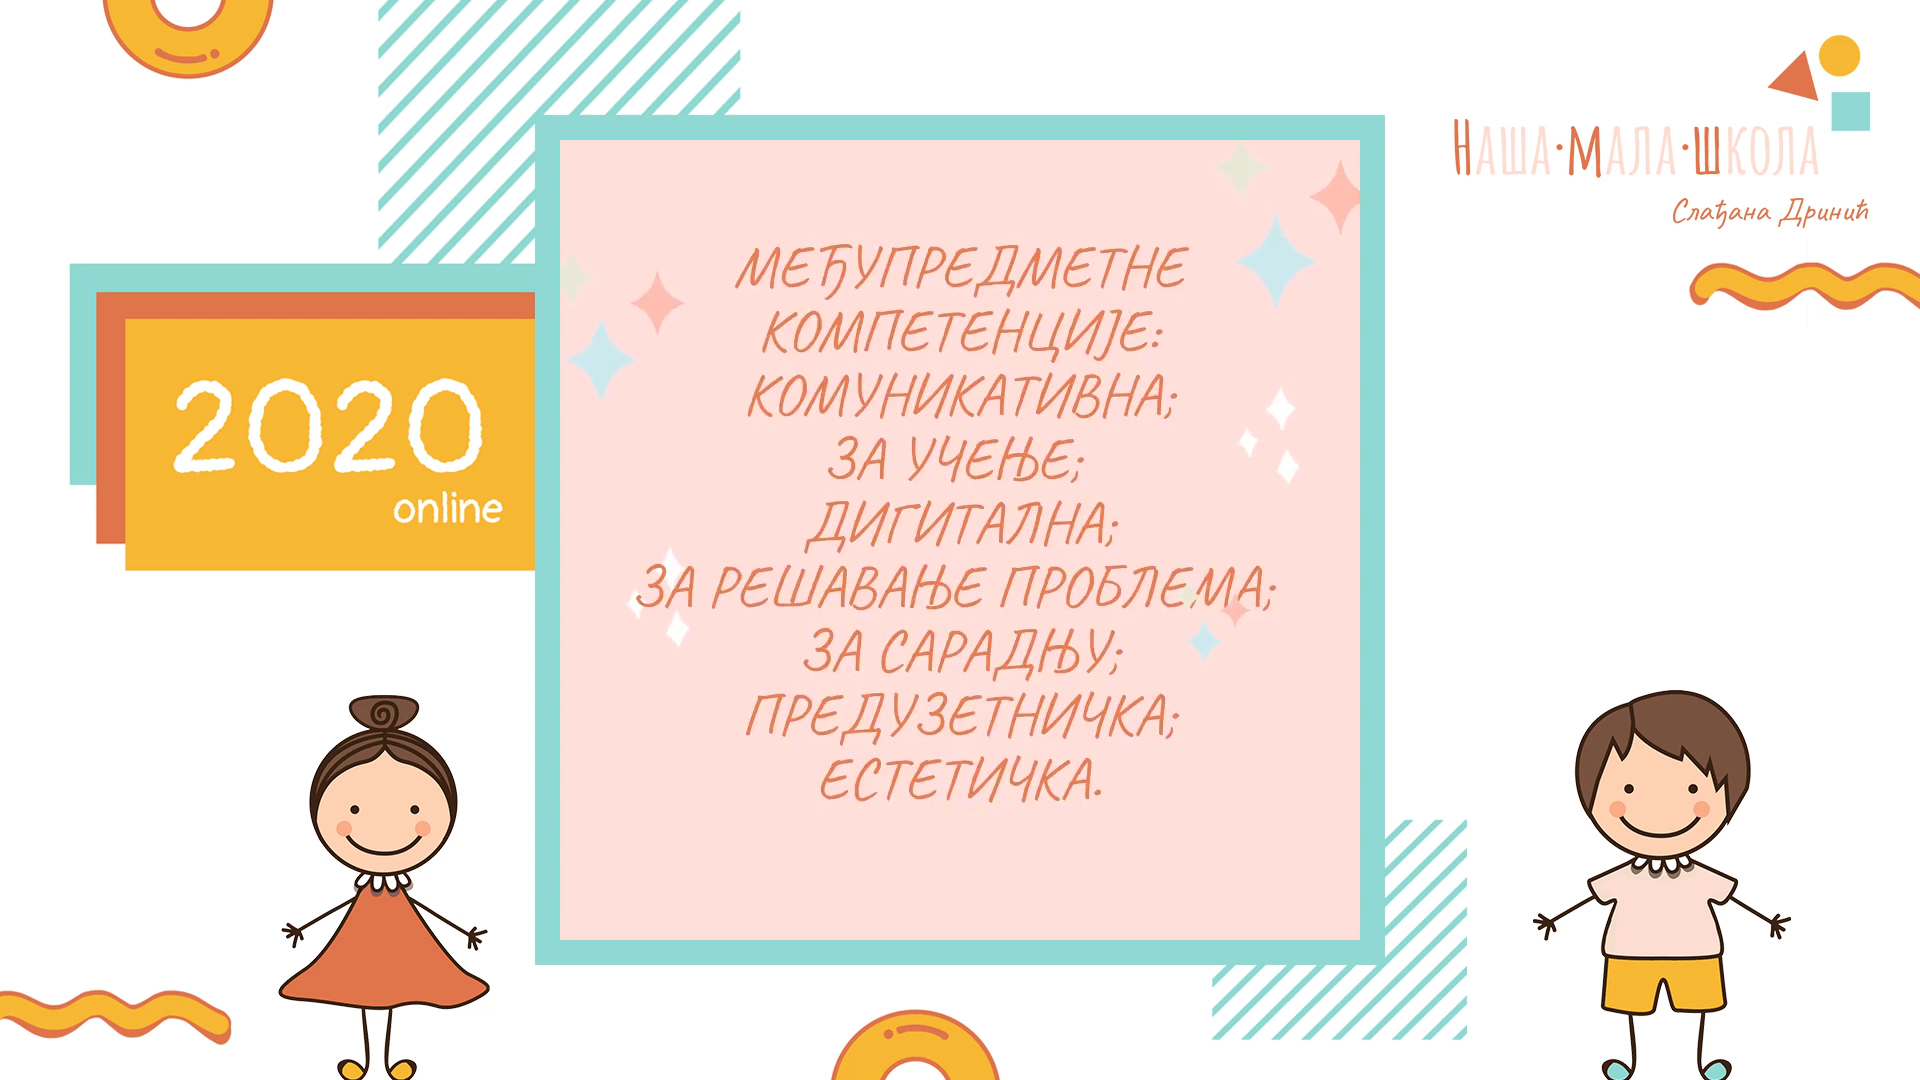 НАША·МАЛА·ШКОЛА
Слађана Дринић
2020
online
МЕЂУПРЕДМЕТНЕ
КОМПЕТЕНЦИЈЕ:
КОМУНИКАТИВНА;
ЗА УЧЕЊЕ;
ДИГИТАЛНА;
ЗА РЕШАВАЊЕ ПРОБЛЕМА;
ЗА САРАДЊУ;
ПРЕДУЗЕТНИЧКА;
ЕСТЕТИЧКА.